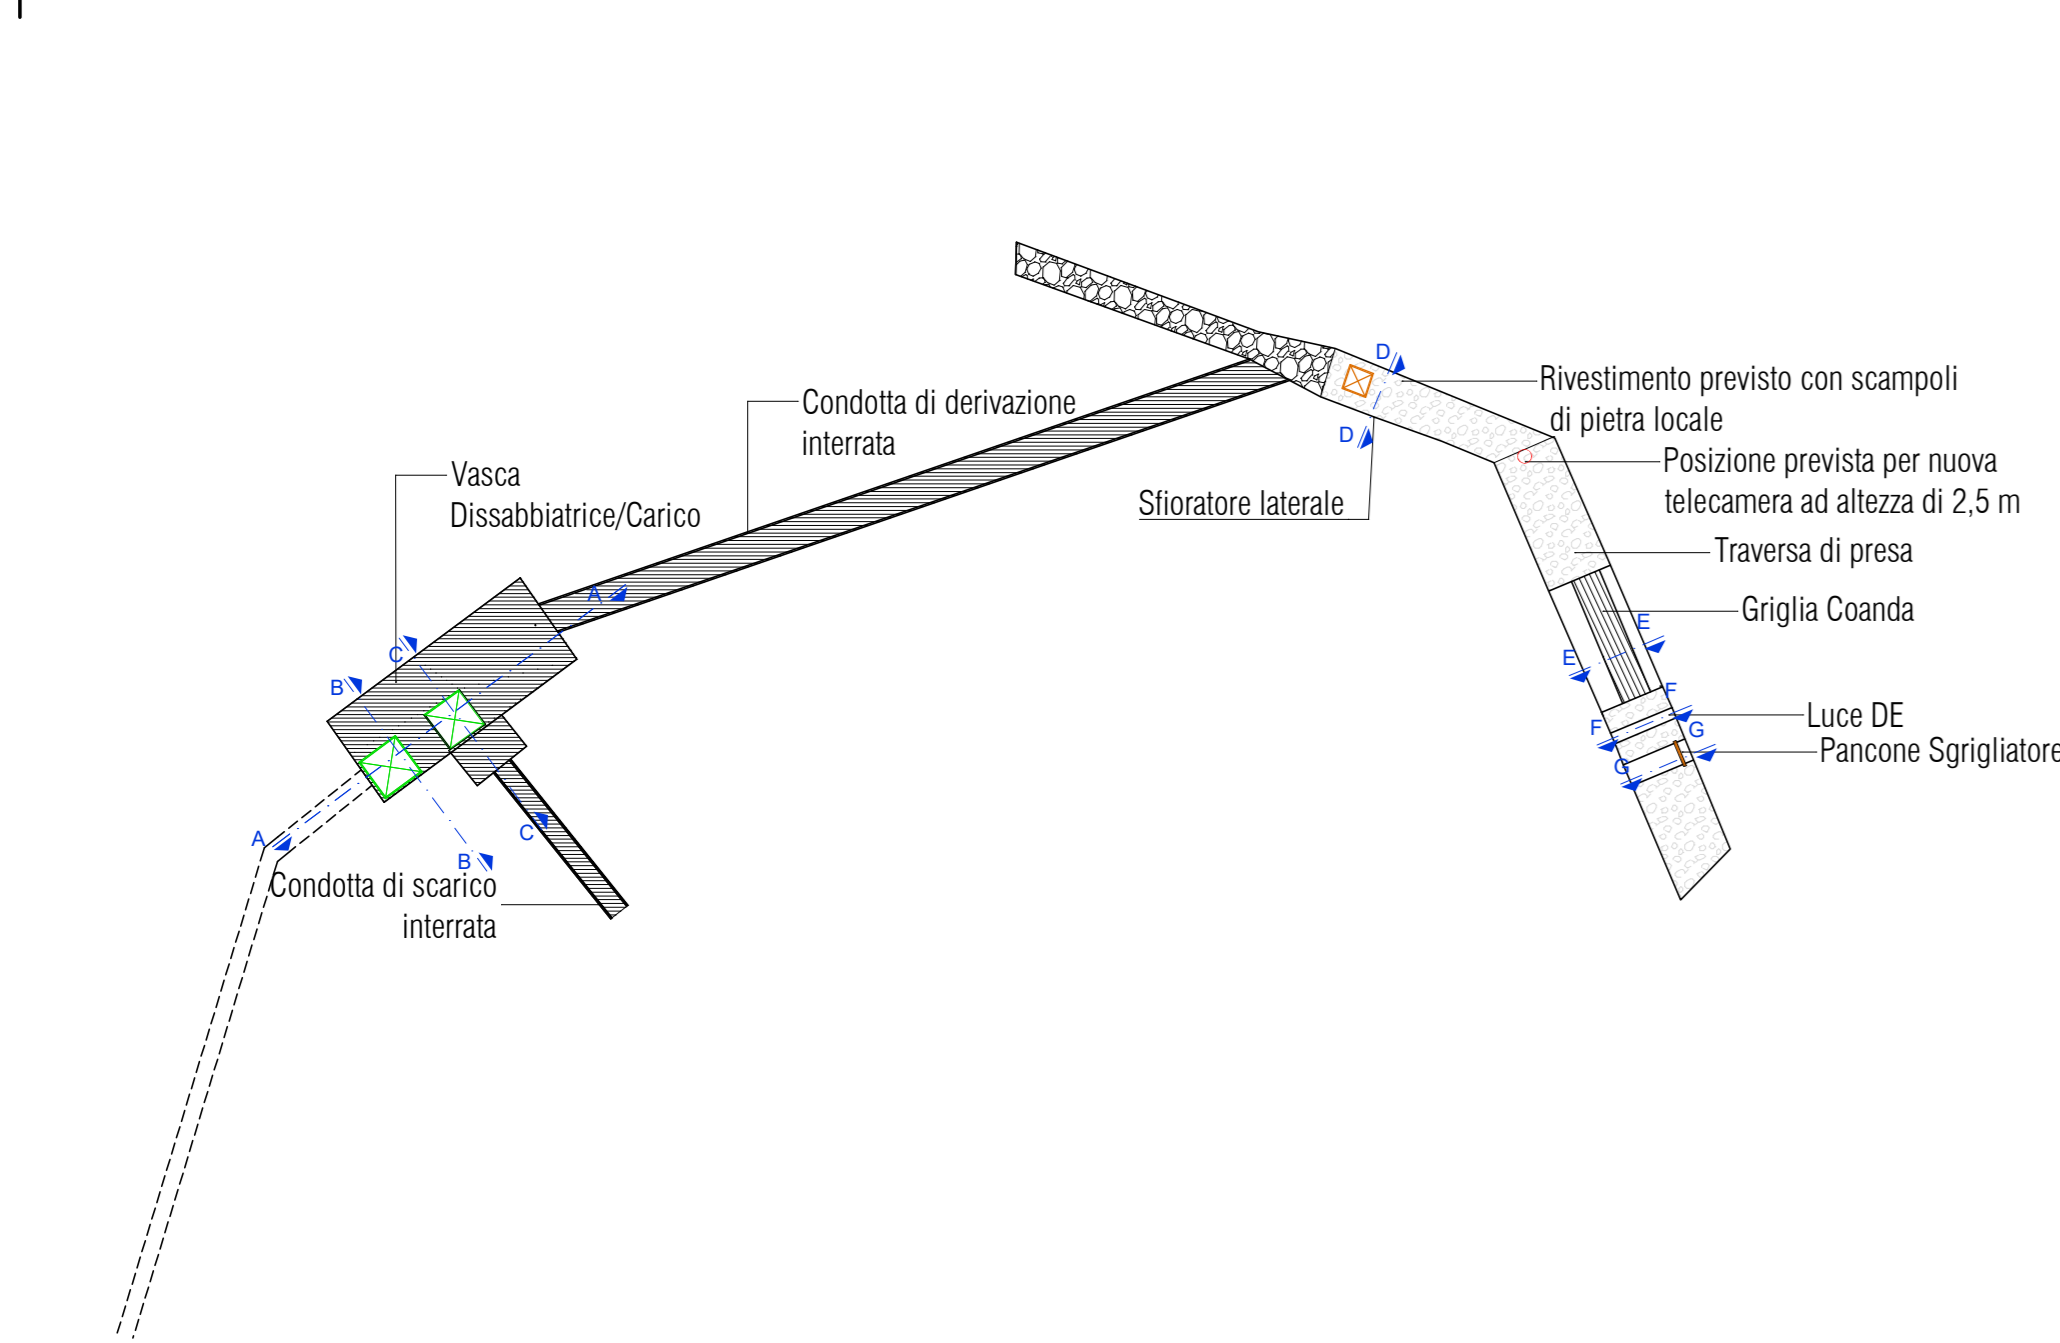 D
Rivestimento previsto con scampoli
di pietra locale
Condotta di derivazione
interrata
D
Posizione prevista per nuova
telecamera ad altezza di 2,5 m
Vasca
Dissabbiatrice/Carico
Sfioratore laterale
Traversa di presa
A
Griglia Coanda
E
C
E
B
F
Luce DE
F
G
Pancone Sgrigliatore
G
C
A
B
Condotta di scarico
interrata